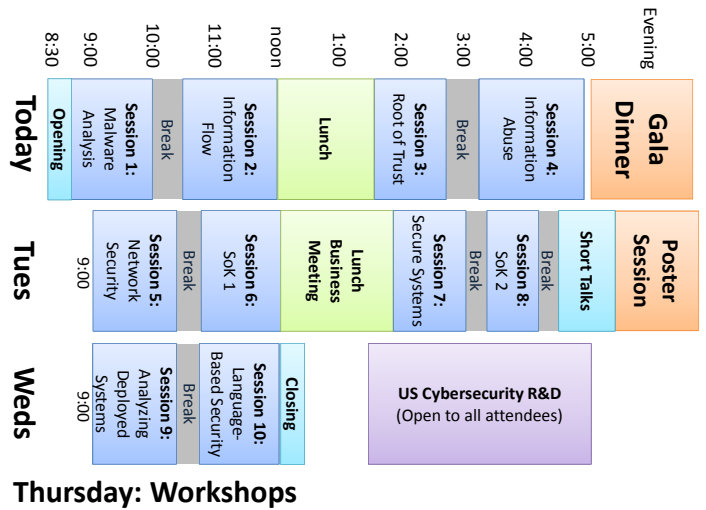 8:30
9:00
10:00
11:00
noon
1:00
2:00
3:00
4:00
5:00
Evening
Today
Opening
Session 1:
Malware
Analysis
Break
Session 2:
Information
Flow
Lunch
Session 3:
Root of Trust
Break
Session 4:
Information
Abuse
Gala
Dinner
Tues
9:00
Session 5:
Network
Security
Break
Session 6:
SoK 1
Lunch
Business
Meeting
Session 7:
Secure Systems
Break
Session 8:
SoK 2
Break
Short Talks
Poster
Session
Weds
9:00
Session 9:
Analyzing
Deployed
Systems
Break
Session 10:
Language-
Based Security
Closing
US Cybersecurity R&D
(Open to all attendees)
Thursday: Workshops